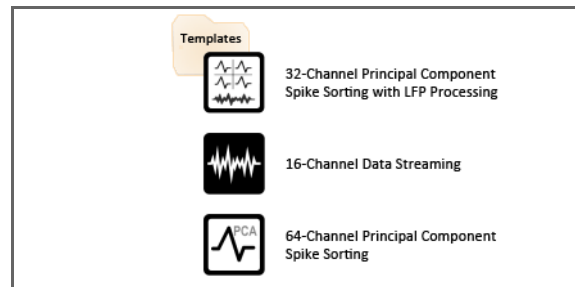 Templates
32-Channel Principal Component
Spike Sorting with LFP Processing
16-Channel Data Streaming
PCA
64-Channel Principal Component
Spike Sorting